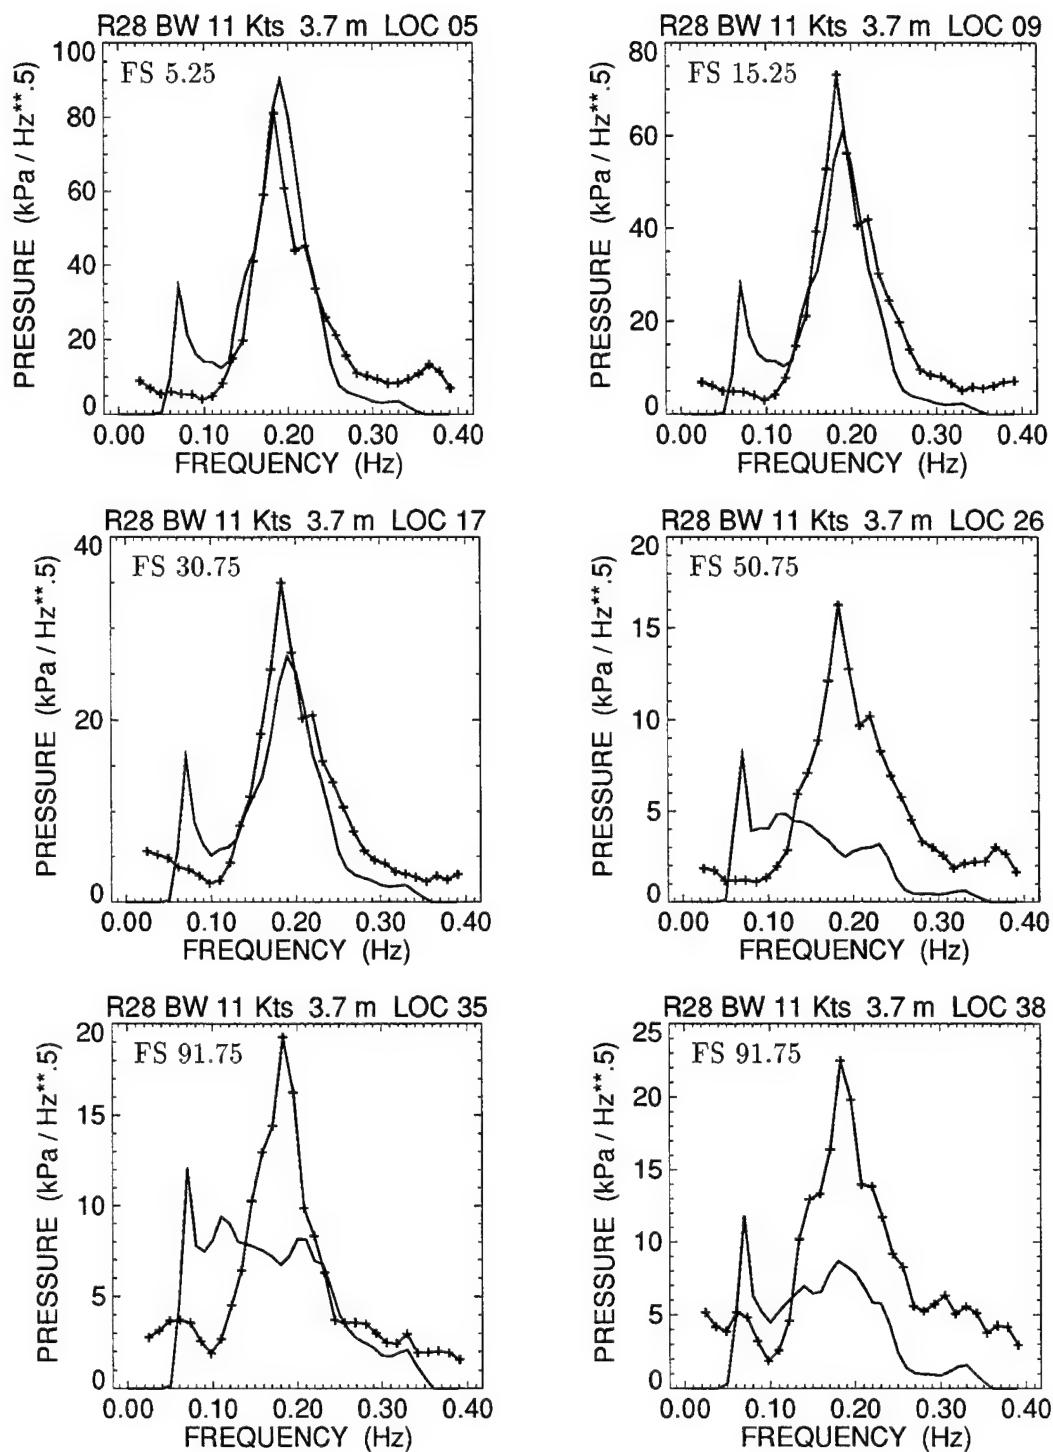 R28 BW 11 Kts 3.7 m LOC 05
FS 5.25
PRESSURE (kPa / Hz**.5)
100
80
60
40
20
0
0.00 0.10 0.20 0.30 0.40
FREQUENCY (Hz)
R28 BW 11 Kts 3.7 m LOC 09
FS 15.25
PRESSURE (kPa / Hz**.5)
80
60
40
20
0
0.00 0.10 0.20 0.30 0.40
FREQUENCY (Hz)
R28 BW 11 Kts 3.7 m LOC 17
FS 30.75
PRESSURE (kPa / Hz**.5)
40
20
0
0.00 0.10 0.20 0.30 0.40
FREQUENCY (Hz)
R28 BW 11 Kts 3.7 m LOC 26
FS 50.75
PRESSURE (kPa / Hz**.5)
20
15
10
5
0
0.00 0.10 0.20 0.30 0.40
FREQUENCY (Hz)
R28 BW 11 Kts 3.7 m LOC 35
FS 91.75
PRESSURE (kPa / Hz**.5)
20
15
10
5
0
0.00 0.10 0.20 0.30 0.40
FREQUENCY (Hz)
R28 BW 11 Kts 3.7 m LOC 38
FS 91.75
PRESSURE (kPa / Hz**.5)
25
20
15
10
5
0
0.00 0.10 0.20 0.30 0.40
FREQUENCY (Hz)